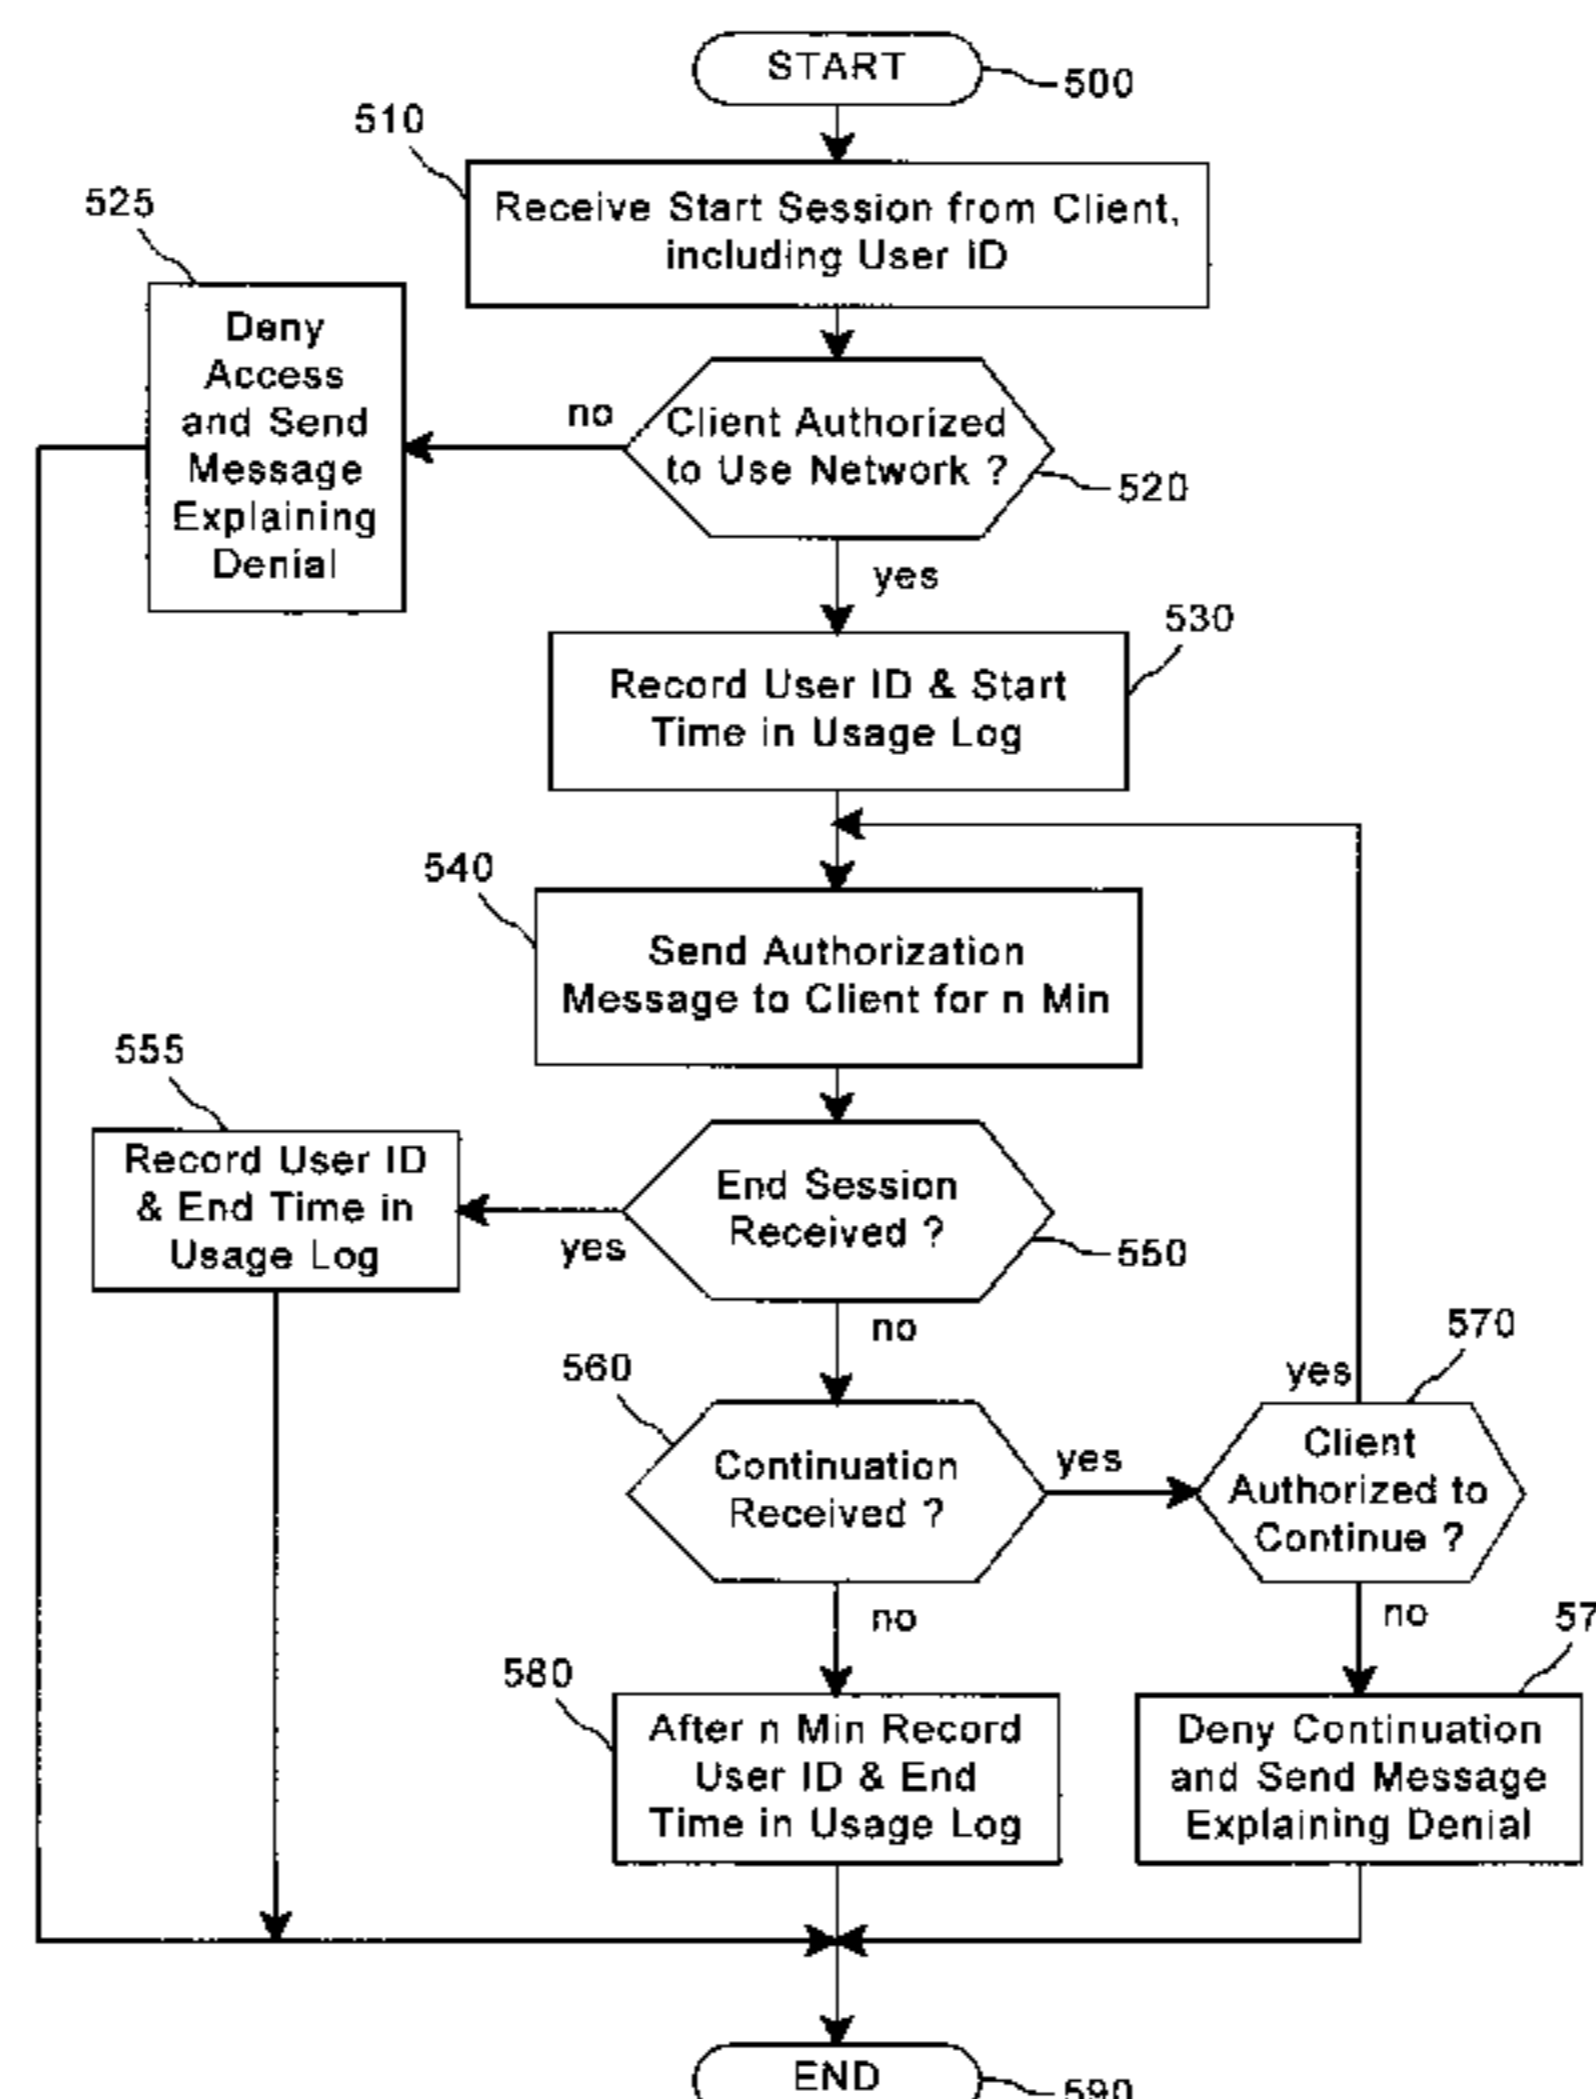 START
500
510
Receive Start Session from Client,
including User ID
525
Deny
Access
and Send
Message
Explaining
Denial
no
Client Authorized
to Use Network ?
520
yes
530
Record User ID & Start
Time in Usage Log
540
Send Authorization
Message to Client for n Min
555
Record User ID
& End Time in
Usage Log
yes
End Session
Received ?
550
no
570
yes
560
Continuation
Received ?
yes
Client
Authorized to
Continue ?
no
no
57
580
After n Min Record
User ID & End
Time in Usage Log
Deny Continuation
and Send Message
Explaining Denial
END
590